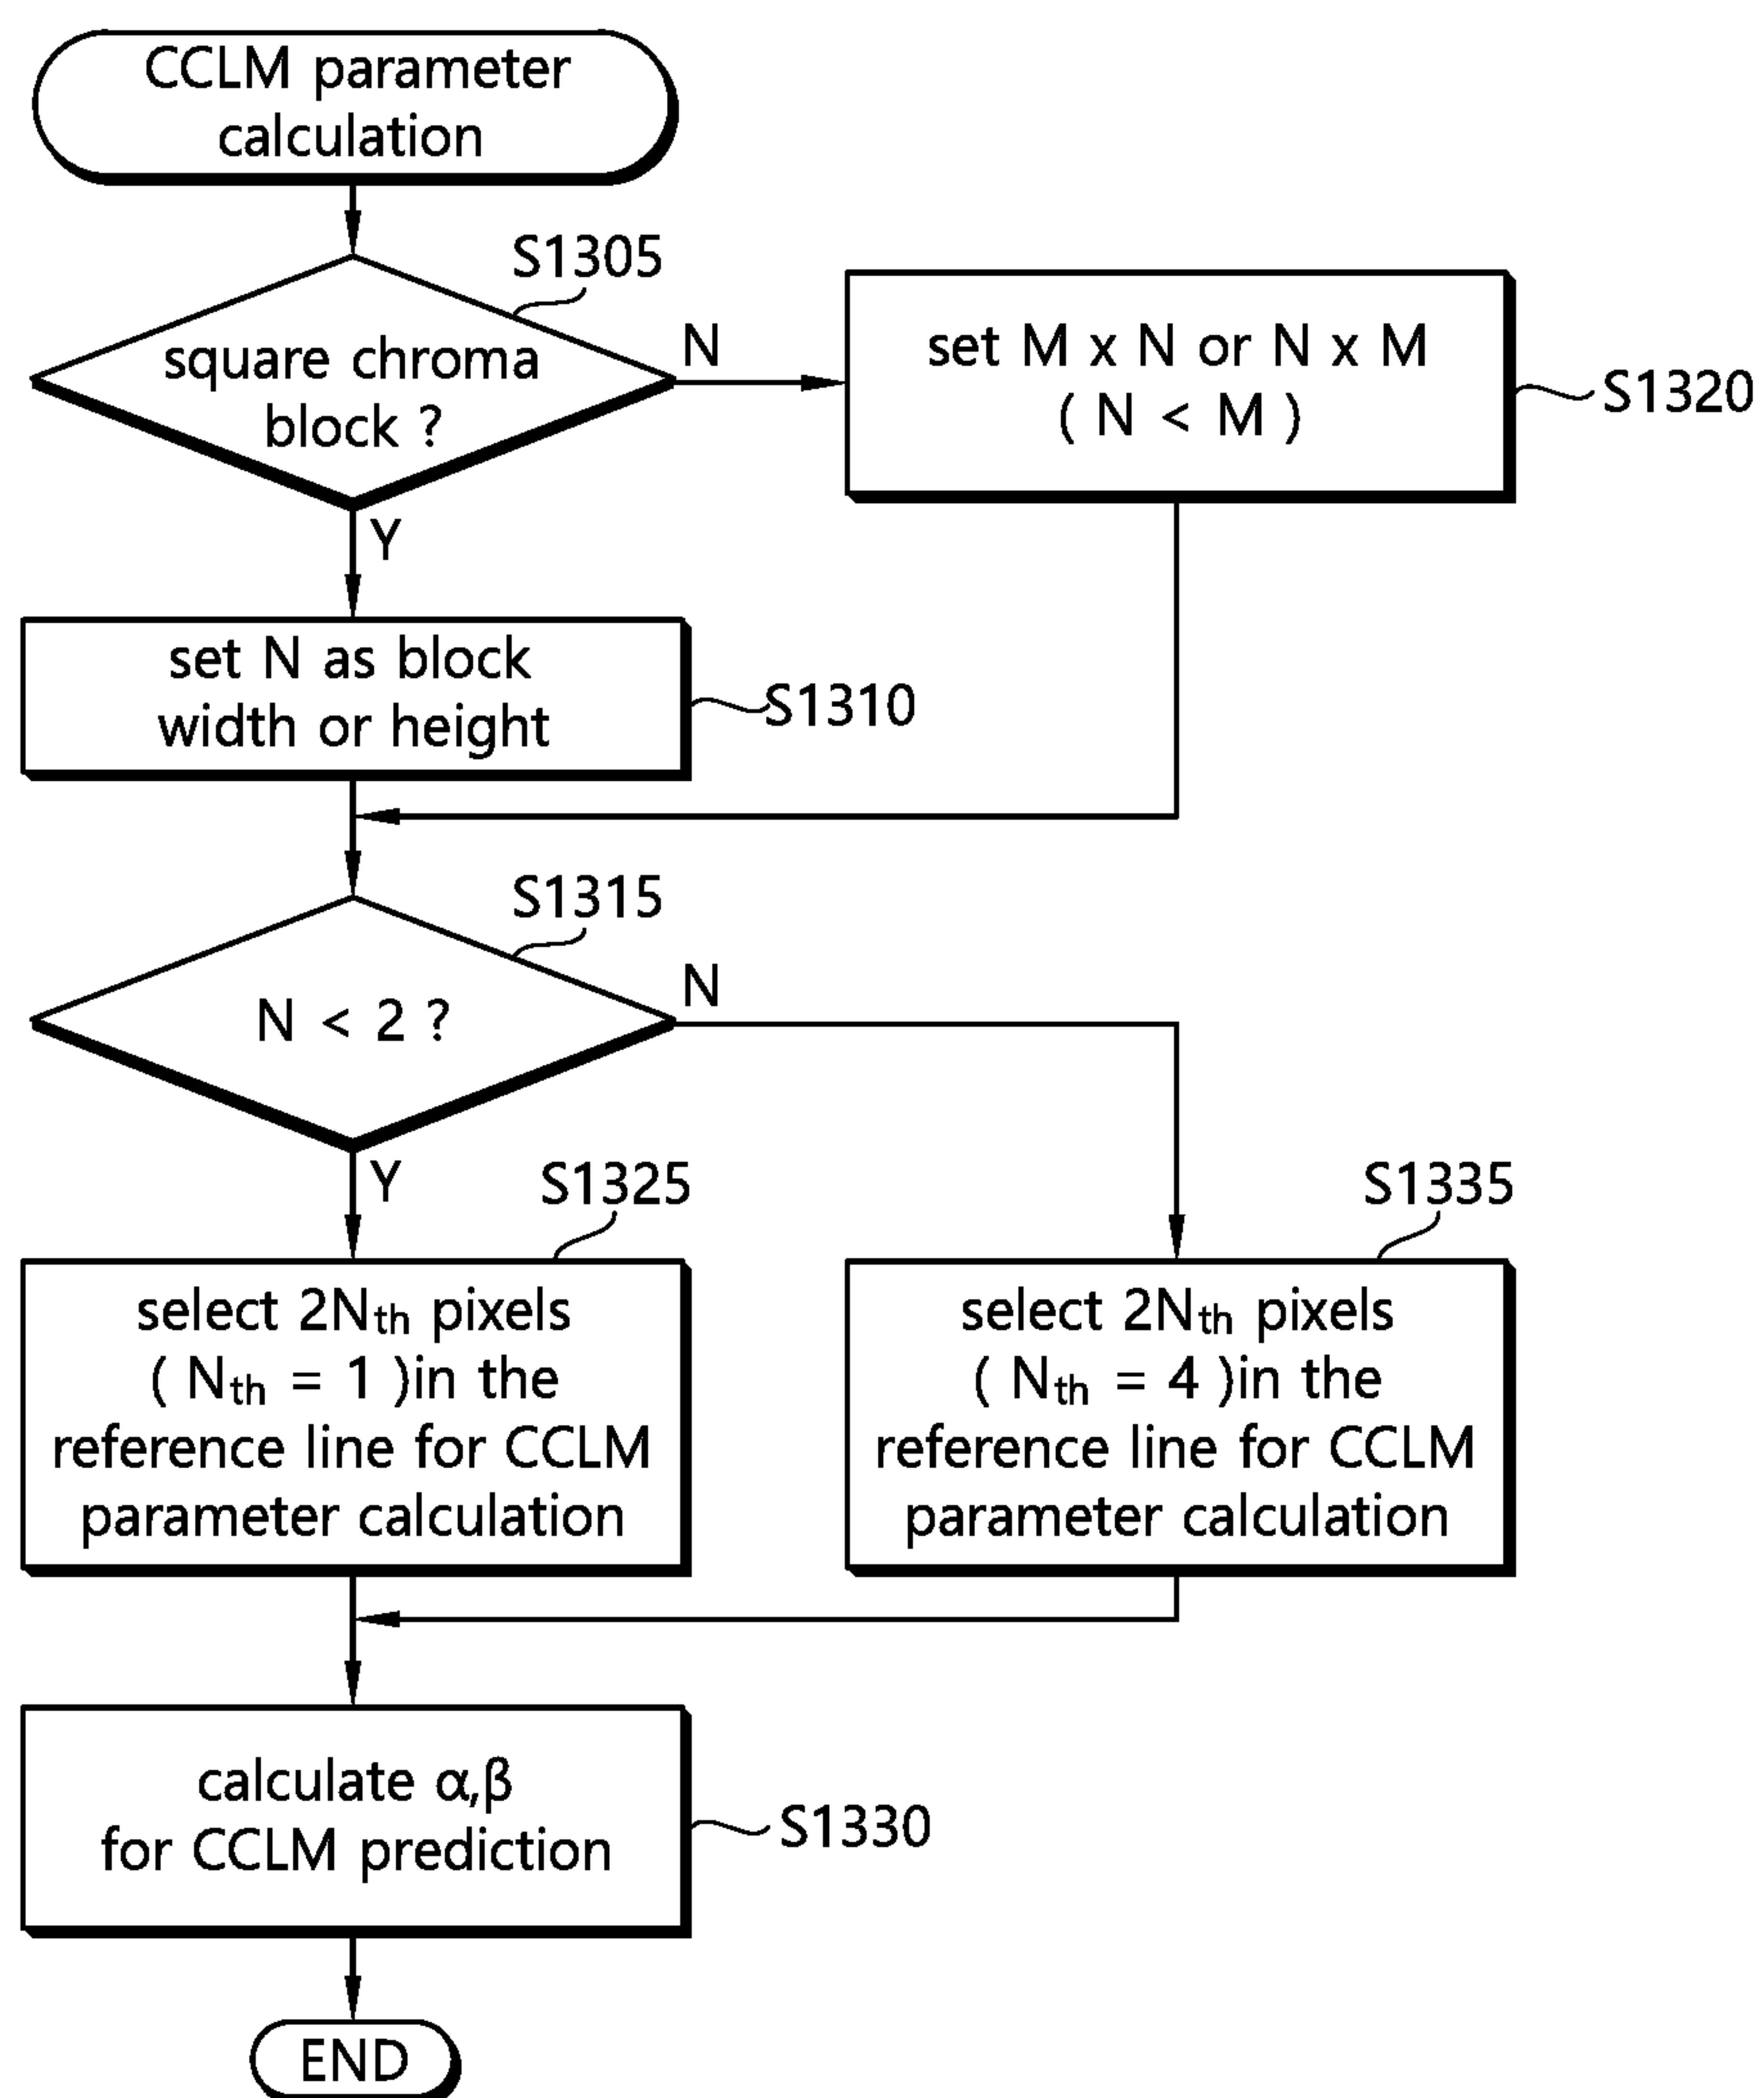 CCLM parameter
calculation
S1305
square chroma
block ?
N
set M x N or N x M
( N < M )
S1320
Y
set N as block
width or height
S1310
S1315
N < 2 ?
N
Y
S1325
select 2Nth pixels
( Nth = 1 )in the
reference line for CCLM
parameter calculation
S1335
select 2Nth pixels
( Nth = 4 )in the
reference line for CCLM
parameter calculation
calculate α,β
for CCLM prediction
S1330
END